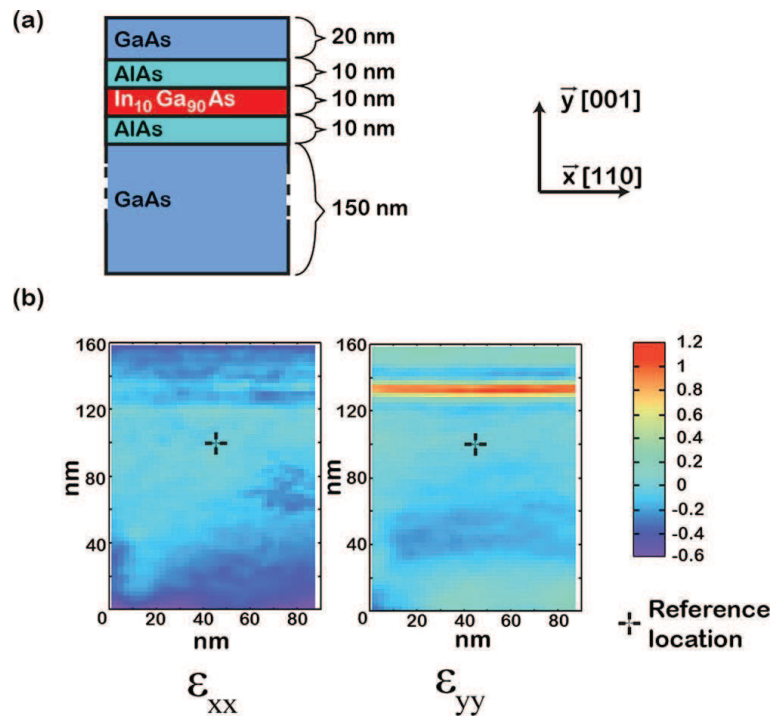 (a)
GaAs
20 nm
AlAs
10 nm
In10 Ga90 As
10 nm
AlAs
10 nm
GaAs
150 nm
y [001]
x [110]
(b)
160
120
80
40
0
nm
0 20 40 60 80
nm
εxx
160
120
80
40
0
nm
0 20 40 60 80
nm
εyy
1.2
1
0.8
0.6
0.4
0.2
0
-0.2
-0.4
-0.6
Reference
location